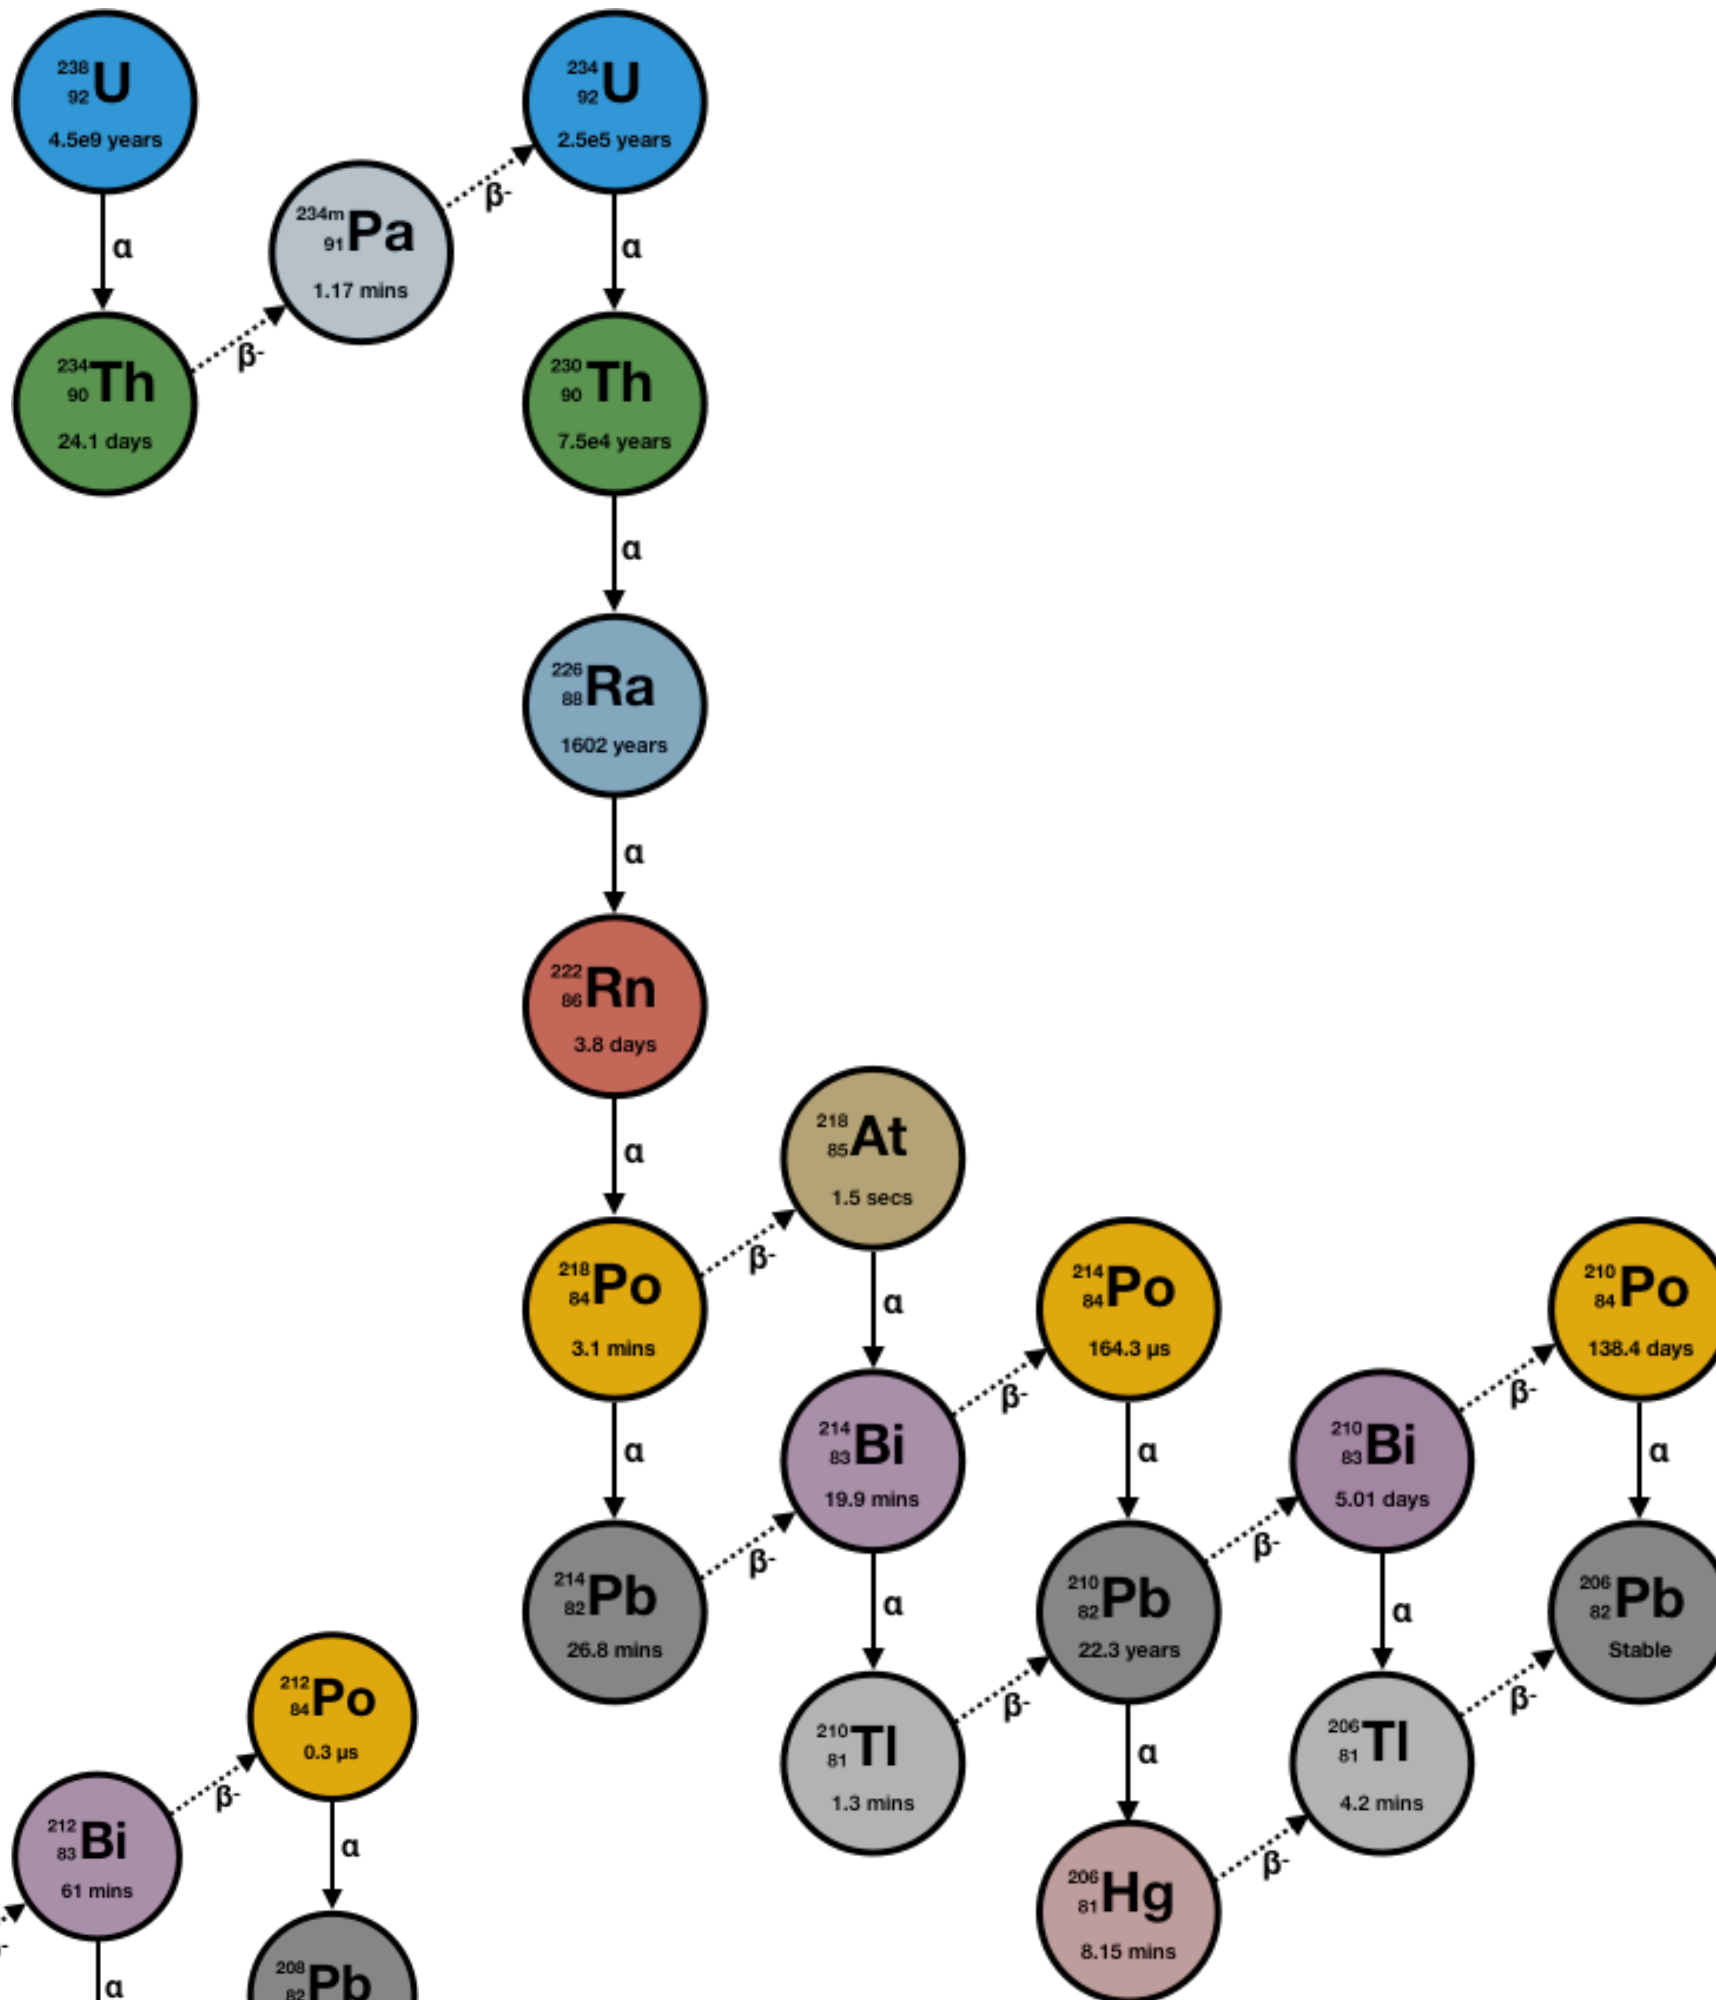 238
92 U
4.5e9 years
234
92 U
2.5e5 years
β-
234m
91 Pa
1.17 mins
α
α
β-
234
90 Th
24.1 days
230
90 Th
7.5e4 years
α
226
88 Ra
1602 years
α
222
86 Rn
3.8 days
α
218
85 At
1.5 secs
β-
218
84 Po
3.1 mins
α
214
84 Po
164.3 µs
210
84 Po
138.4 days
β-
β-
α
214
83 Bi
19.9 mins
α
210
83 Bi
5.01 days
α
β-
β-
214
82 Pb
26.8 mins
α
210
82 Pb
22.3 years
α
206
82 Pb
Stable
β-
β-
212
84 Po
0.3 µs
210
81 Tl
1.3 mins
α
206
81 Tl
4.2 mins
β-
212
83 Bi
61 mins
α
β-
206
81 Hg
8.15 mins
α
208
82 Pb